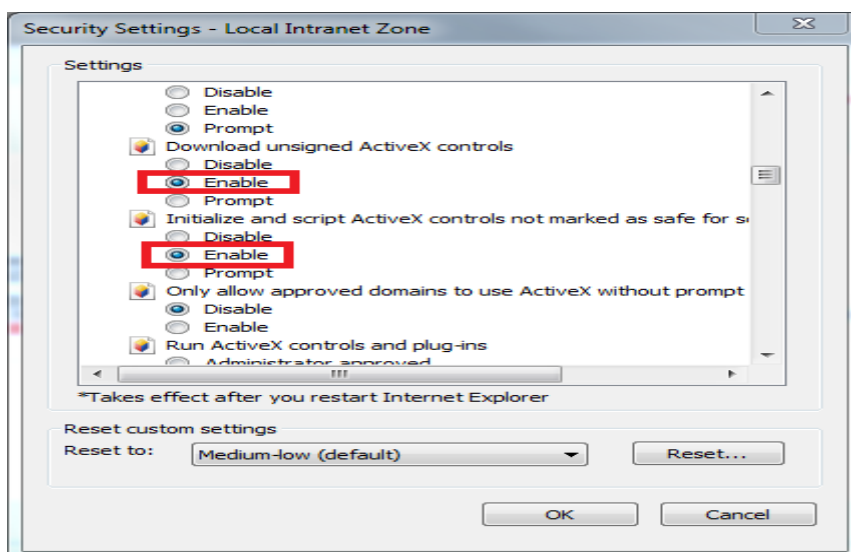 Security Settings - Local Intranet Zone
Settings
Disable
Enable
Prompt
Download unsigned ActiveX controls
Disable
Enable
Prompt
Initialize and script ActiveX controls not marked as safe for
Disable
Enable
Prompt
Only allow approved domains to use ActiveX without prompt
Disable
Enable
Run ActiveX controls and plug-ins
Administrator approved
*Takes effect after you restart Internet Explorer
Reset custom settings
Reset to: Medium-low (default) Reset...
OK Cancel